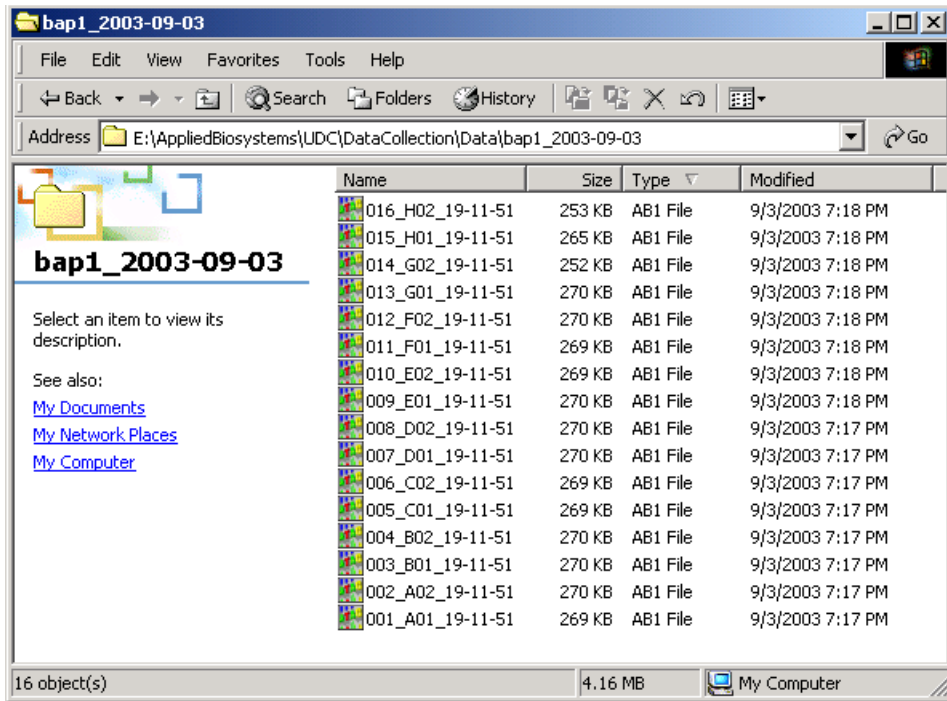 bap1_2003-09-03
File Edit View Favorites Tools Help
Back Search Folders History
Address E:\AppliedBiosystems\UDC\DataCollection\Data\bap1_2003-09-03 Go
Name Size Type Modified
016_H02_19-11-51 253 KB AB1 File 9/3/2003 7:18 PM
015_H01_19-11-51 265 KB AB1 File 9/3/2003 7:18 PM
014_G02_19-11-51 252 KB AB1 File 9/3/2003 7:18 PM
013_G01_19-11-51 270 KB AB1 File 9/3/2003 7:18 PM
012_F02_19-11-51 270 KB AB1 File 9/3/2003 7:18 PM
011_F01_19-11-51 269 KB AB1 File 9/3/2003 7:18 PM
010_E02_19-11-51 269 KB AB1 File 9/3/2003 7:18 PM
009_E01_19-11-51 270 KB AB1 File 9/3/2003 7:18 PM
008_D02_19-11-51 270 KB AB1 File 9/3/2003 7:17 PM
007_D01_19-11-51 270 KB AB1 File 9/3/2003 7:17 PM
006_C02_19-11-51 269 KB AB1 File 9/3/2003 7:17 PM
005_C01_19-11-51 269 KB AB1 File 9/3/2003 7:17 PM
004_B02_19-11-51 270 KB AB1 File 9/3/2003 7:17 PM
003_B01_19-11-51 270 KB AB1 File 9/3/2003 7:17 PM
002_A02_19-11-51 270 KB AB1 File 9/3/2003 7:17 PM
001_A01_19-11-51 269 KB AB1 File 9/3/2003 7:17 PM
bap1_2003-09-03
Select an item to view its
description.
See also:
My Documents
My Network Places
My Computer
16 object(s) 4.16 MB My Computer